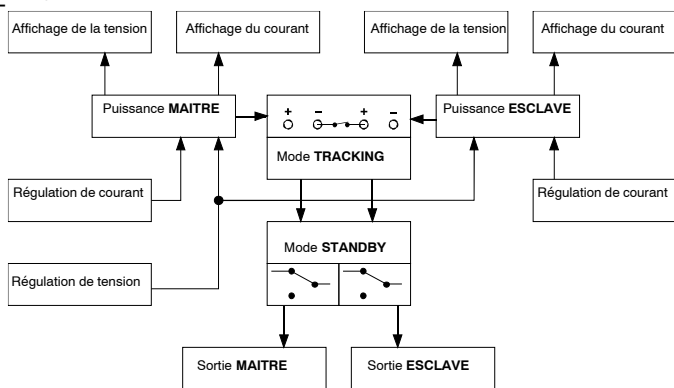 Affichage de la tension
Affichage du courant
Affichage de la tension
Affichage du courant
Puissance MAITRE
+ − + −
Puissance ESCLAVE
Mode TRACKING
Régulation de courant
Régulation de courant
Mode STANDBY
Régulation de tension
Sortie MAITRE
Sortie ESCLAVE